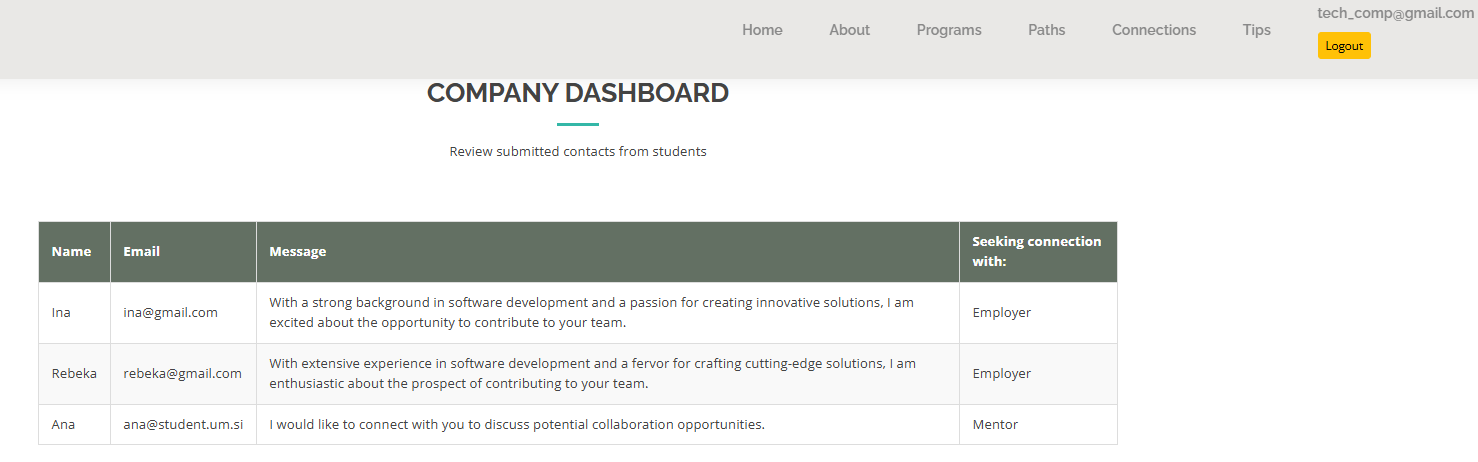 tech_comp@gmail.com
Home About Programs Paths Connections Tips
Logout
COMPANY DASHBOARD
Review submitted contacts from students
Name Email Message Seeking connection
with:
Ina ina@gmail.com With a strong background in software development and a passion for creating innovative solutions, I am
excited about the opportunity to contribute to your team. Employer
Rebeka rebeka@gmail.com With extensive experience in software development and a fervor for crafting cutting-edge solutions, I am
enthusiastic about the prospect of contributing to your team. Employer
Ana ana@student.um.si I would like to connect with you to discuss potential collaboration opportunities. Mentor